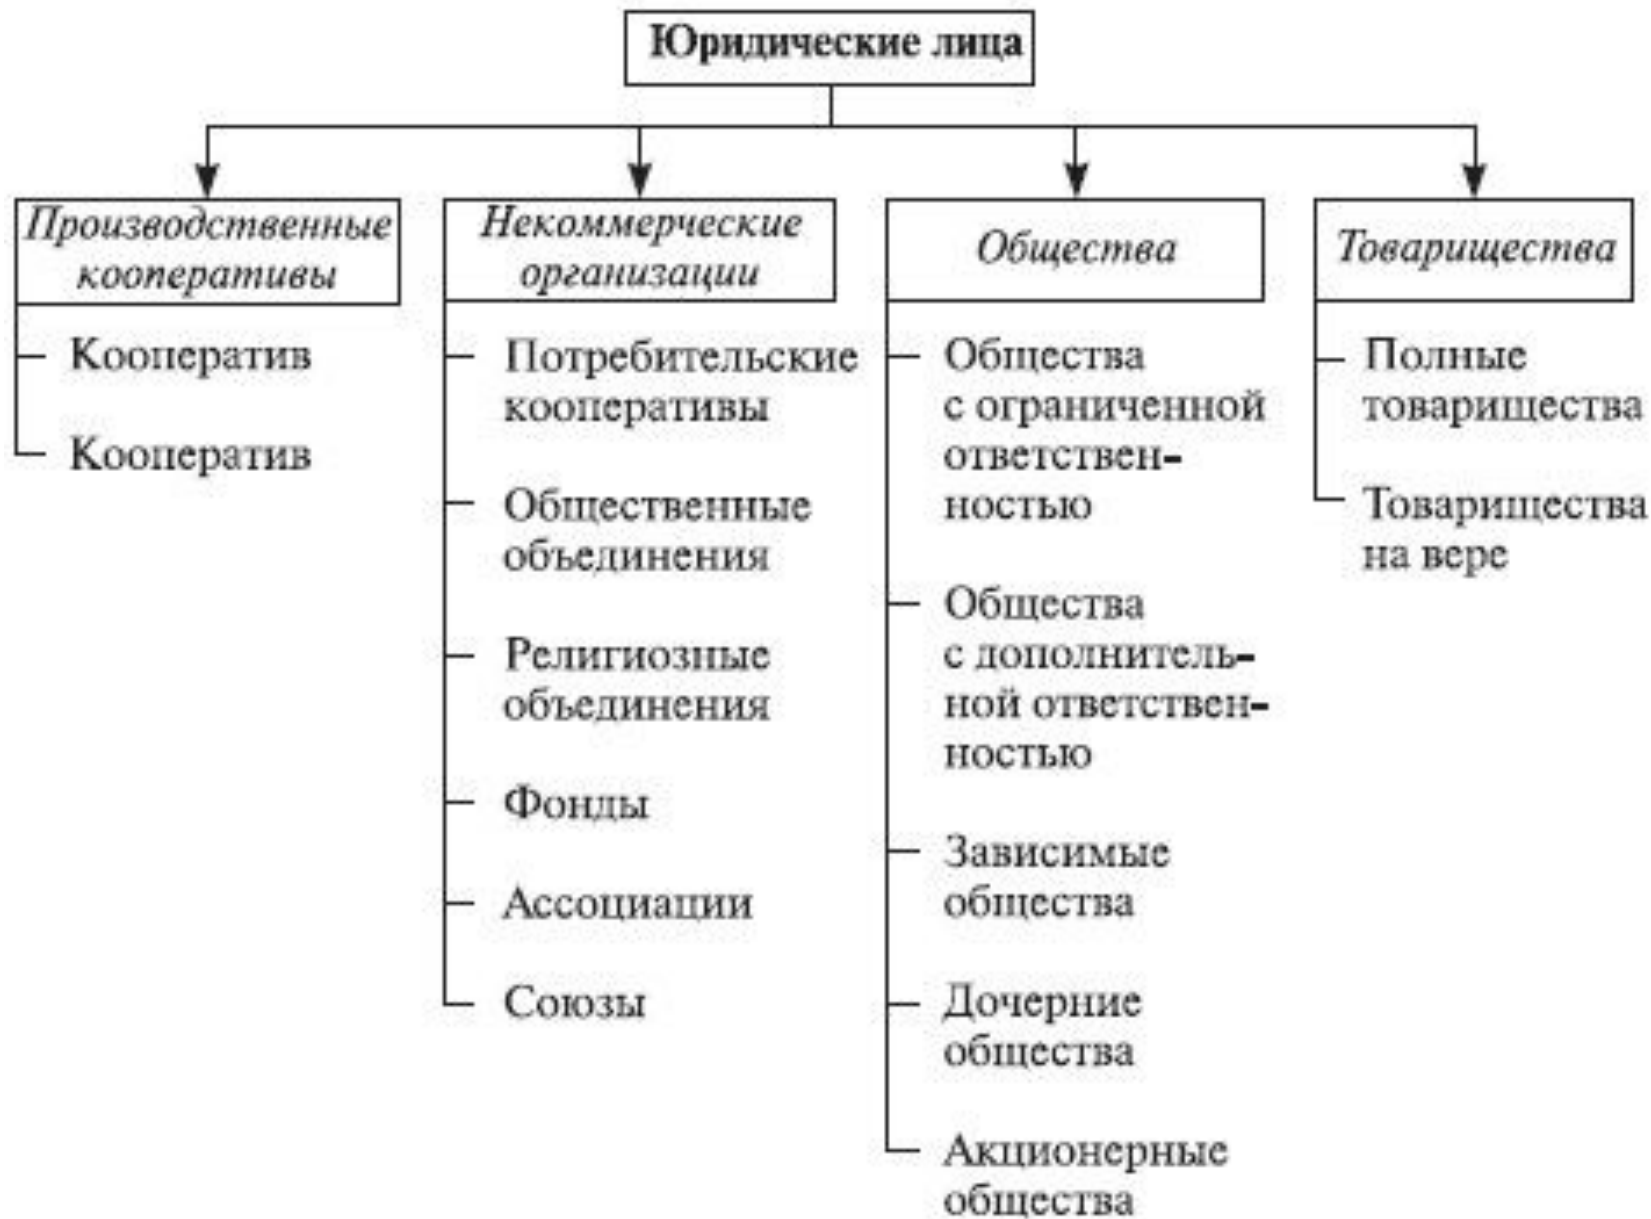 Юридические лица
Производственные
кооперативы
Кооператив
Кооператив
Некоммерческие
организации
Потребительские
кооперативы
Общественные
объединения
Религиозные
объединения
Фонды
Ассоциации
Союзы
Общества
Общества
с ограниченной
ответствен-
ностью
Общества
с дополнитель-
ной ответствен-
ностью
Зависимые
общества
Дочерние
общества
Акционерные
общества
Товарищества
Полные
товарищества
Товарищества
на вере